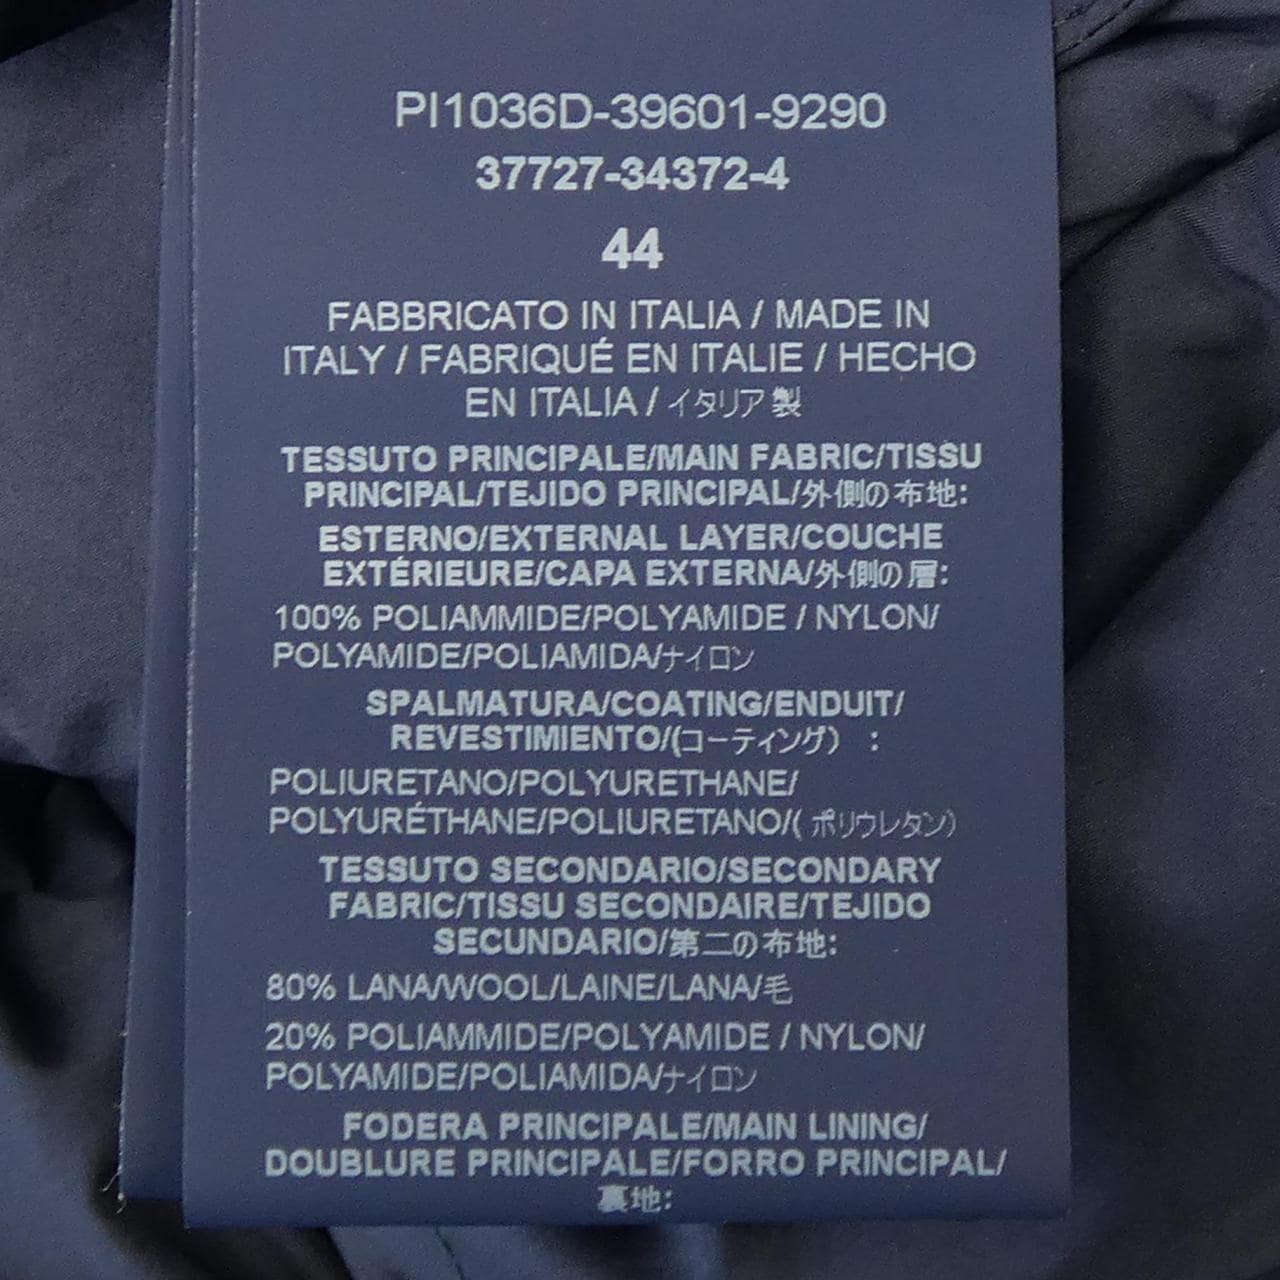 PI1036D-39601-9290
37727-34372-4
44
FABBRICATO IN ITALIA / MADE IN
ITALY / FABRIQUÉ EN ITALIE / HECHO
EN ITALIA / イタリア製
TESSUTO PRINCIPALE/MAIN FABRIC/TISSU
PRINCIPAL/TEJIDO PRINCIPAL/外側の布地:
ESTERNO/EXTERNAL LAYER/COUCHE
EXTÉRIEURE/CAPA EXTERNA/外側の層:
100% POLIAMMIDE/POLYAMIDE / NYLON/
POLYAMIDE/POLIAMIDA/ナイロン
SPALMATURA/COATING/ENDUIT/
REVESTIMIENTO/(コーティング) :
POLIURETANO/POLYURETHANE/
POLYURÉTHANE/POLIURETANO/( ポリウレタン)
TESSUTO SECONDARIO/SECONDARY
FABRIC/TISSU SECONDAIRE/TEJIDO
SECUNDARIO/第二の布地:
80% LANA/WOOL/LAINE/LANA/毛
20% POLIAMMIDE/POLYAMIDE / NYLON/
POLYAMIDE/POLIAMIDA/ナイロン
FODERA PRINCIPALE/MAIN LINING/
DOUBLURE PRINCIPALE/FORRO PRINCIPAL/
裏地: